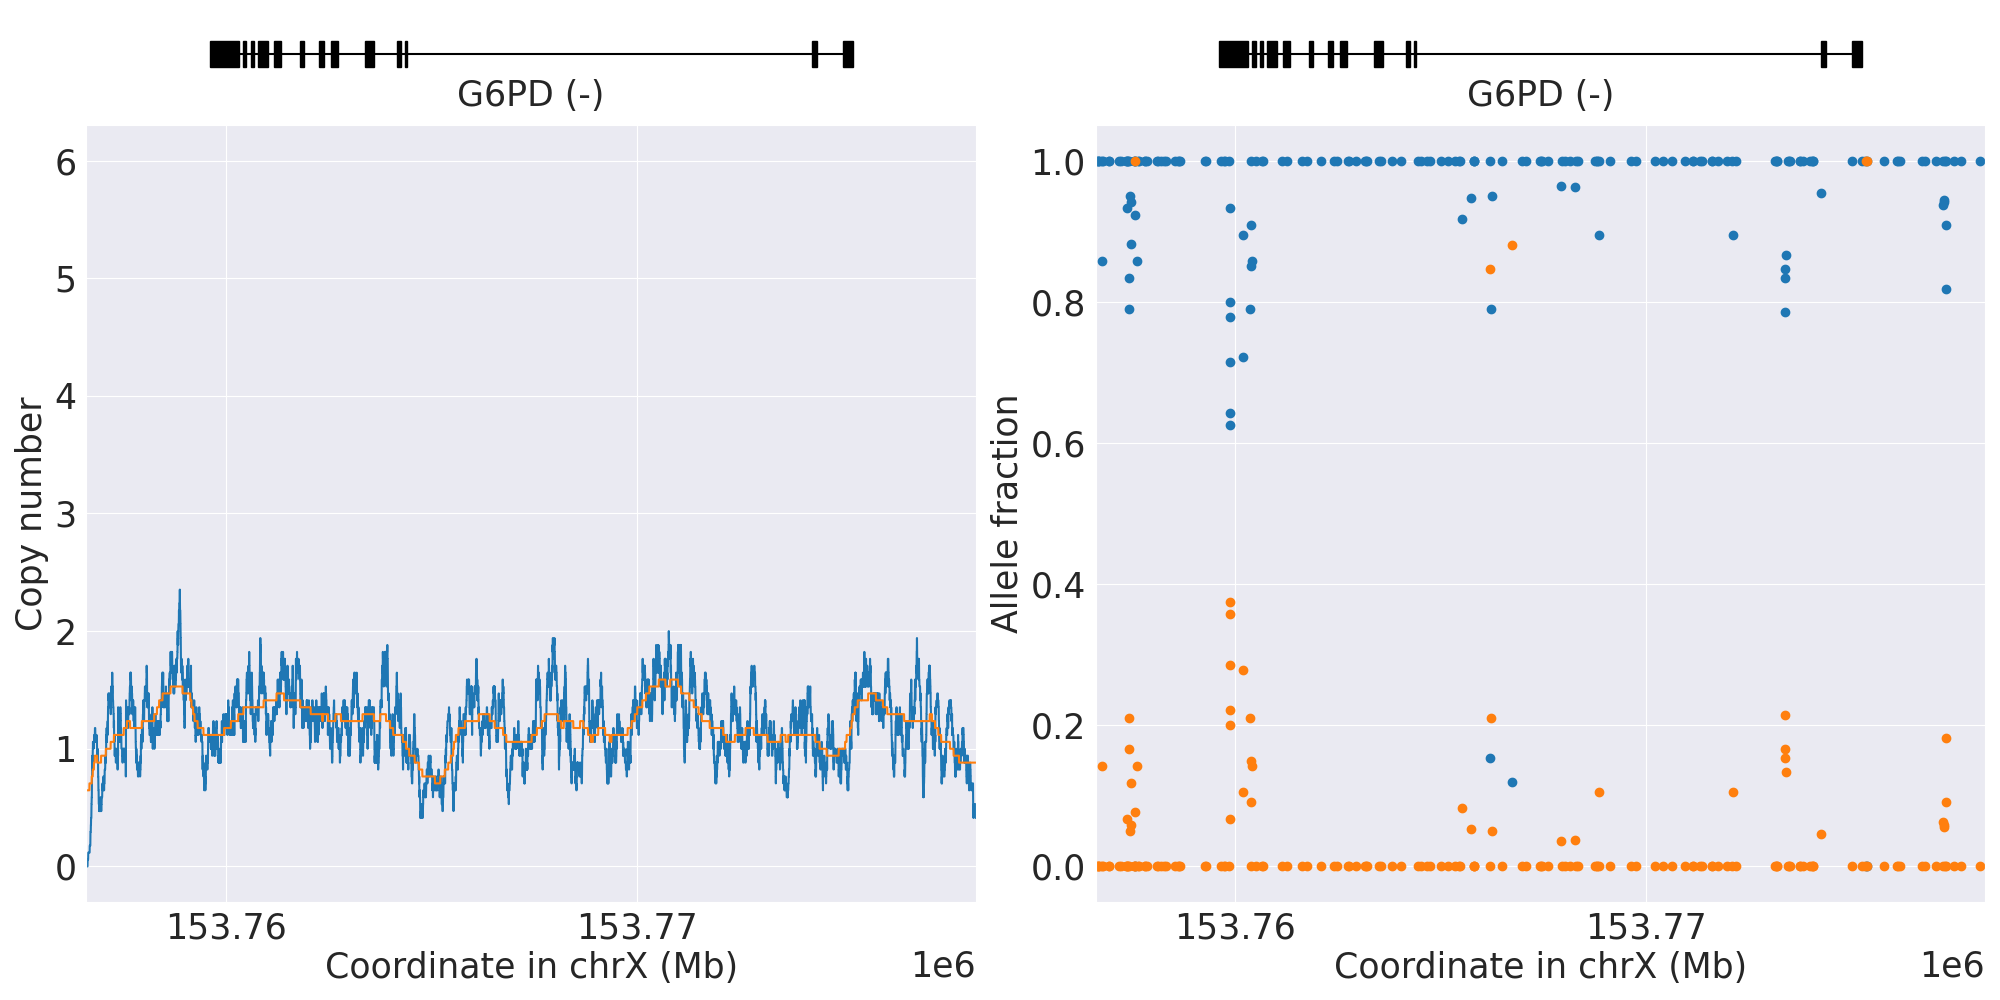 G6PD (-)
G6PD (-)
6
5
4
3
2
1
0
Copy number
153.76
153.77
Coordinate in chrX (Mb)
1e6
1.0
0.8
0.6
0.4
0.2
0.0
Allele fraction
153.76
153.77
Coordinate in chrX (Mb)
1e6